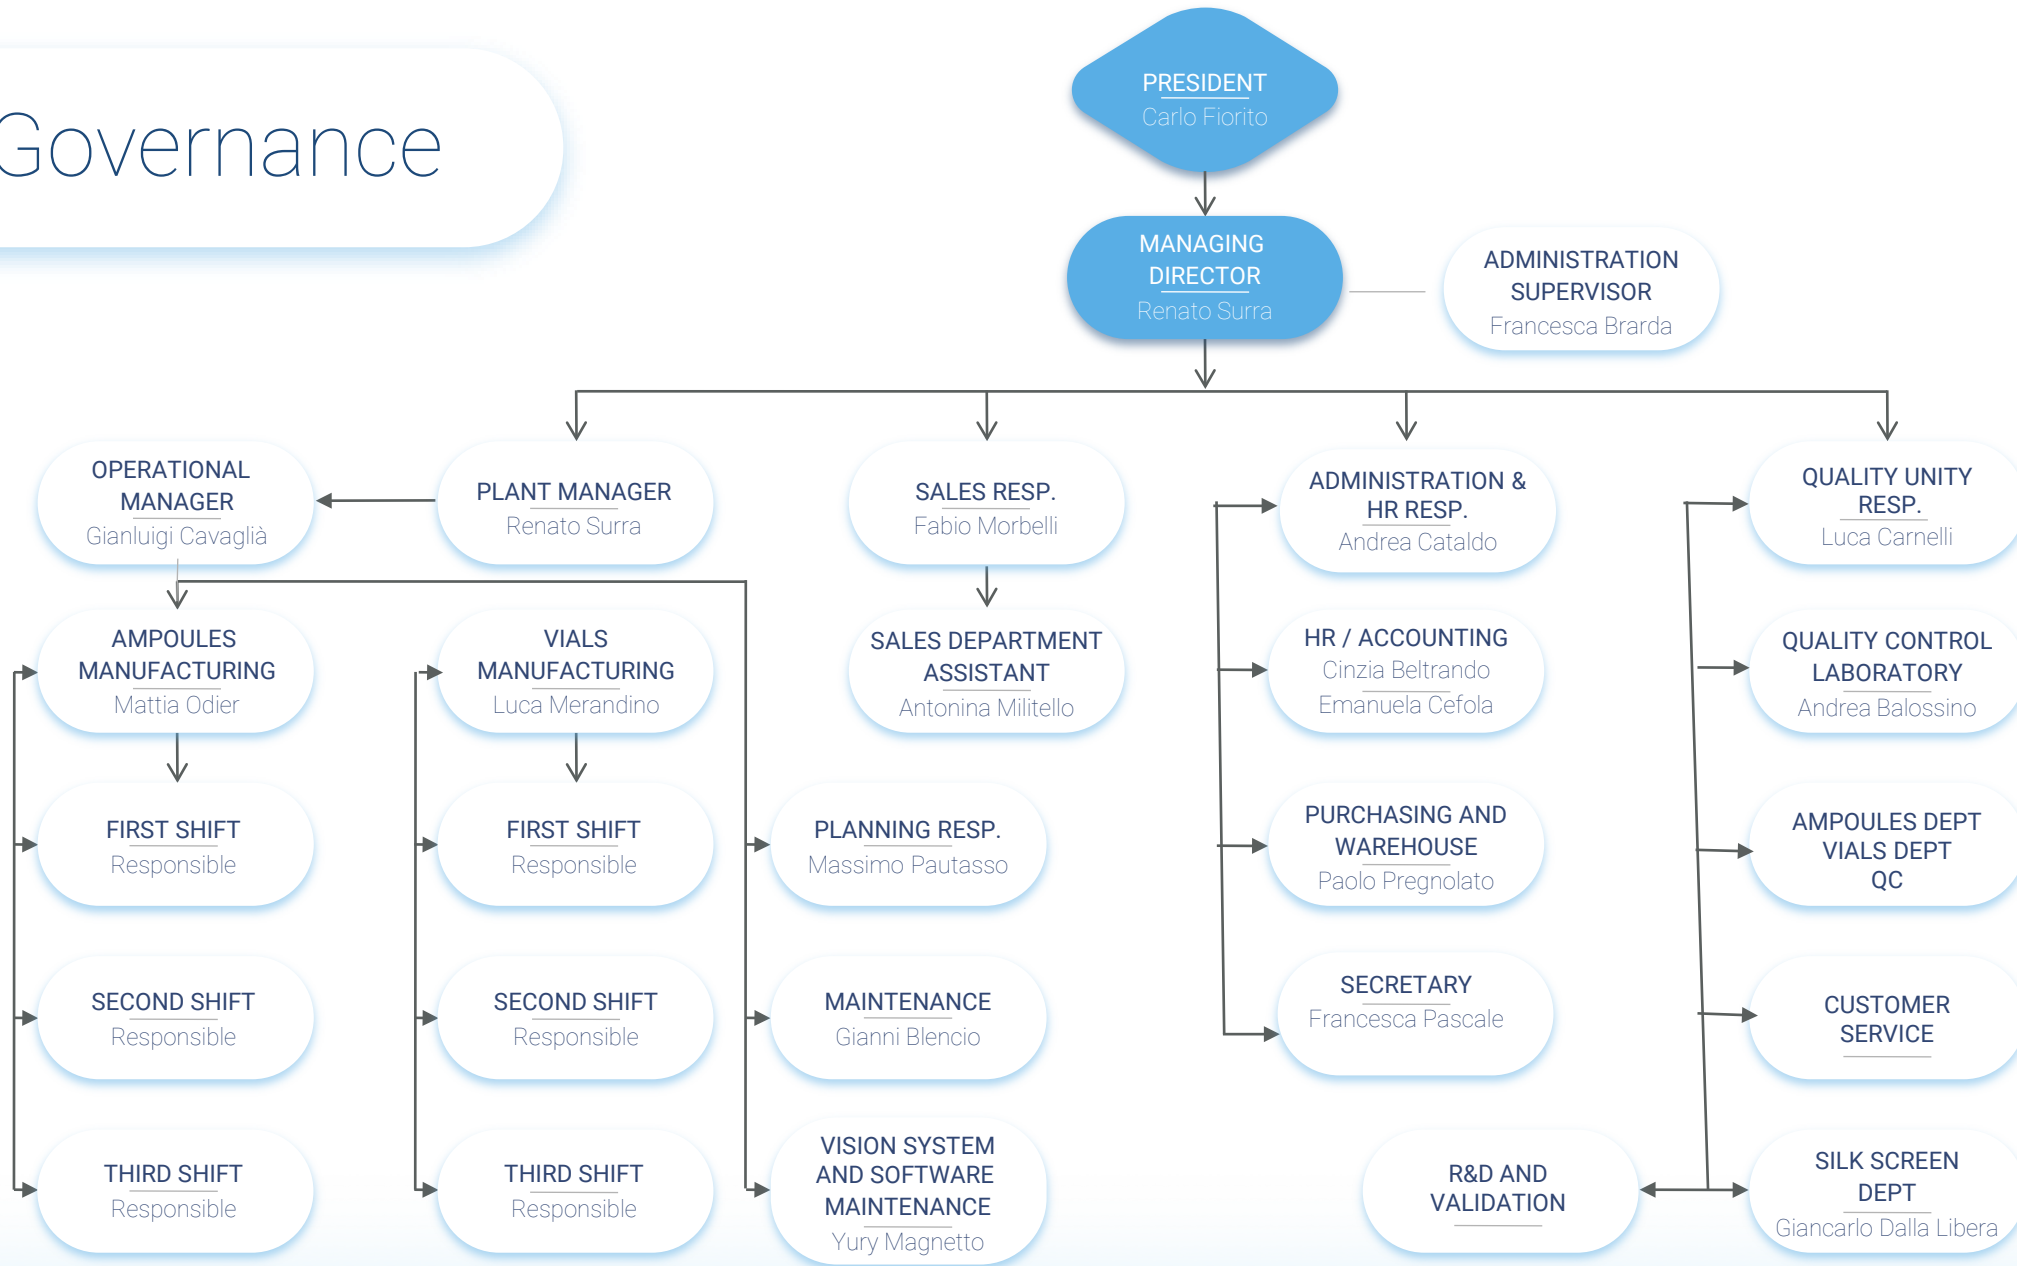 Governance
PRESIDENT
Carlo Fiorito
MANAGING
DIRECTOR
Renato Surra
ADMINISTRATION
SUPERVISOR
Francesca Brarda
OPERATIONAL
MANAGER
Gianluigi Cavaglià
PLANT MANAGER
Renato Surra
SALES RESP.
Fabio Morbelli
ADMINISTRATION &
HR RESP.
Andrea Cataldo
QUALITY UNITY
RESP.
Luca Carnelli
AMPOULES
MANUFACTURING
Mattia Odier
VIALS
MANUFACTURING
Luca Merandino
SALES DEPARTMENT
ASSISTANT
Antonina Militello
HR / ACCOUNTING
Cinzia Beltrando
Emanuela Cefola
QUALITY CONTROL
LABORATORY
Andrea Balossino
FIRST SHIFT
Responsible
FIRST SHIFT
Responsible
PLANNING RESP.
Massimo Pautasso
PURCHASING AND
WAREHOUSE
Paolo Pregnolato
AMPOULES DEPT
VIALS DEPT
QC
SECOND SHIFT
Responsible
SECOND SHIFT
Responsible
MAINTENANCE
Gianni Blencio
SECRETARY
Francesca Pascale
CUSTOMER
SERVICE
THIRD SHIFT
Responsible
THIRD SHIFT
Responsible
VISION SYSTEM
AND SOFTWARE
MAINTENANCE
Yury Magnetto
R&D AND
VALIDATION
SILK SCREEN
DEPT
Giancarlo Dalla Libera